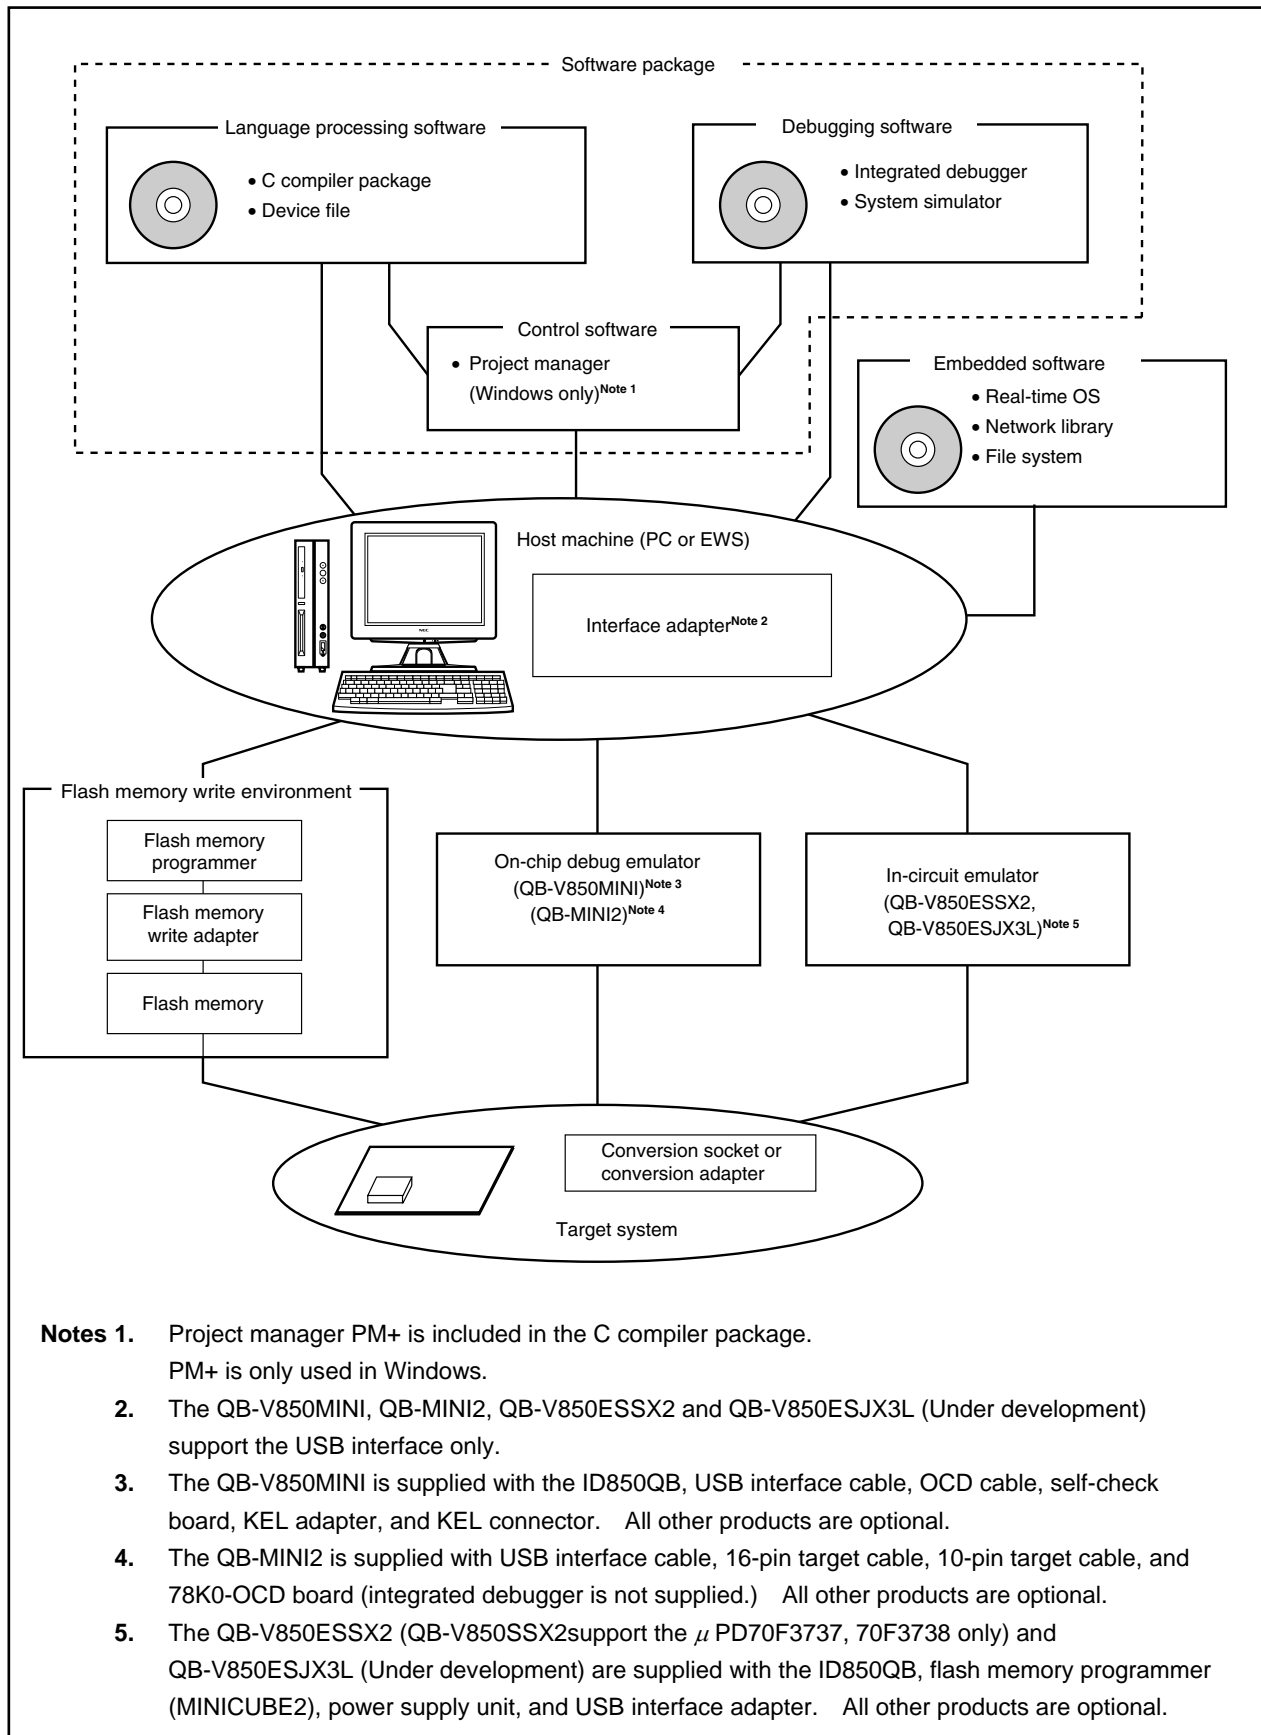 Software package
Language processing software
• C compiler package
• Device file
Debugging software
• Integrated debugger
• System simulator
Control software
• Project manager
(Windows only)Note 1
Embedded software
• Real-time OS
• Network library
• File system
Host machine (PC or EWS)
NEC
Interface adapterNote 2
Flash memory write environment
Flash memory
programmer
Flash memory
write adapter
Flash memory
On-chip debug emulator
(QB-V850MINI)Note 3
(QB-MINI2)Note 4
In-circuit emulator
(QB-V850ESSX2,
QB-V850ESJX3L)Note 5
Conversion socket or
conversion adapter
Target system
Notes 1. Project manager PM+ is included in the C compiler package.
PM+ is only used in Windows.
2. The QB-V850MINI, QB-MINI2, QB-V850ESSX2 and QB-V850ESJX3L (Under development)
support the USB interface only.
3. The QB-V850MINI is supplied with the ID850QB, USB interface cable, OCD cable, self-check
board, KEL adapter, and KEL connector. All other products are optional.
4. The QB-MINI2 is supplied with USB interface cable, 16-pin target cable, 10-pin target cable, and
78K0-OCD board (integrated debugger is not supplied.) All other products are optional.
5. The QB-V850ESSX2 (QB-V850SSX2support the μ PD70F3737, 70F3738 only) and
QB-V850ESJX3L (Under development) are supplied with the ID850QB, flash memory programmer
(MINICUBE2), power supply unit, and USB interface adapter. All other products are optional.